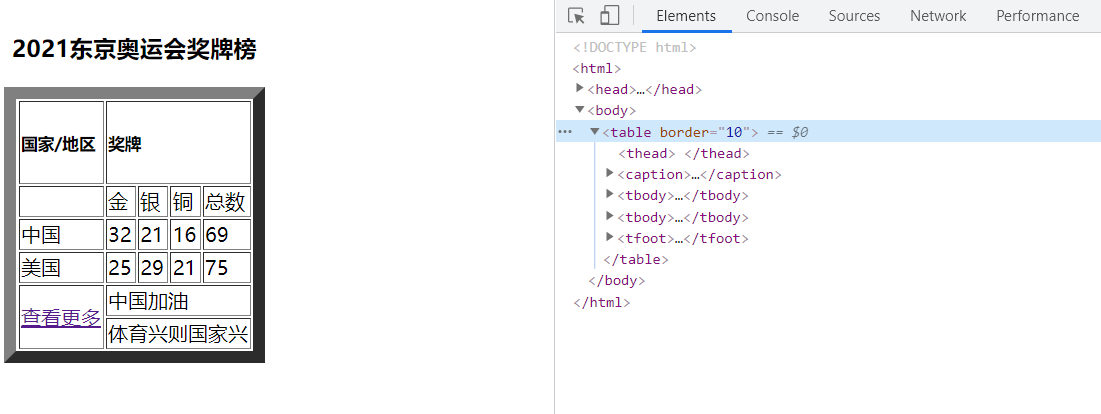 2021东京奥运会奖牌榜
国家/地区 奖牌
金 银 铜 总数
中国 32 21 16 69
美国 25 29 21 75
查看更多 中国加油
体育兴则国家兴
Elements Console Sources Network Performance
<!DOCTYPE html>
<html>
<head>…</head>
<body>
<table border="10"> == $0
<thead> </thead>
<caption>…</caption>
<tbody>…</tbody>
<tbody>…</tbody>
<tfoot>…</tfoot>
</table>
</body>
</html>